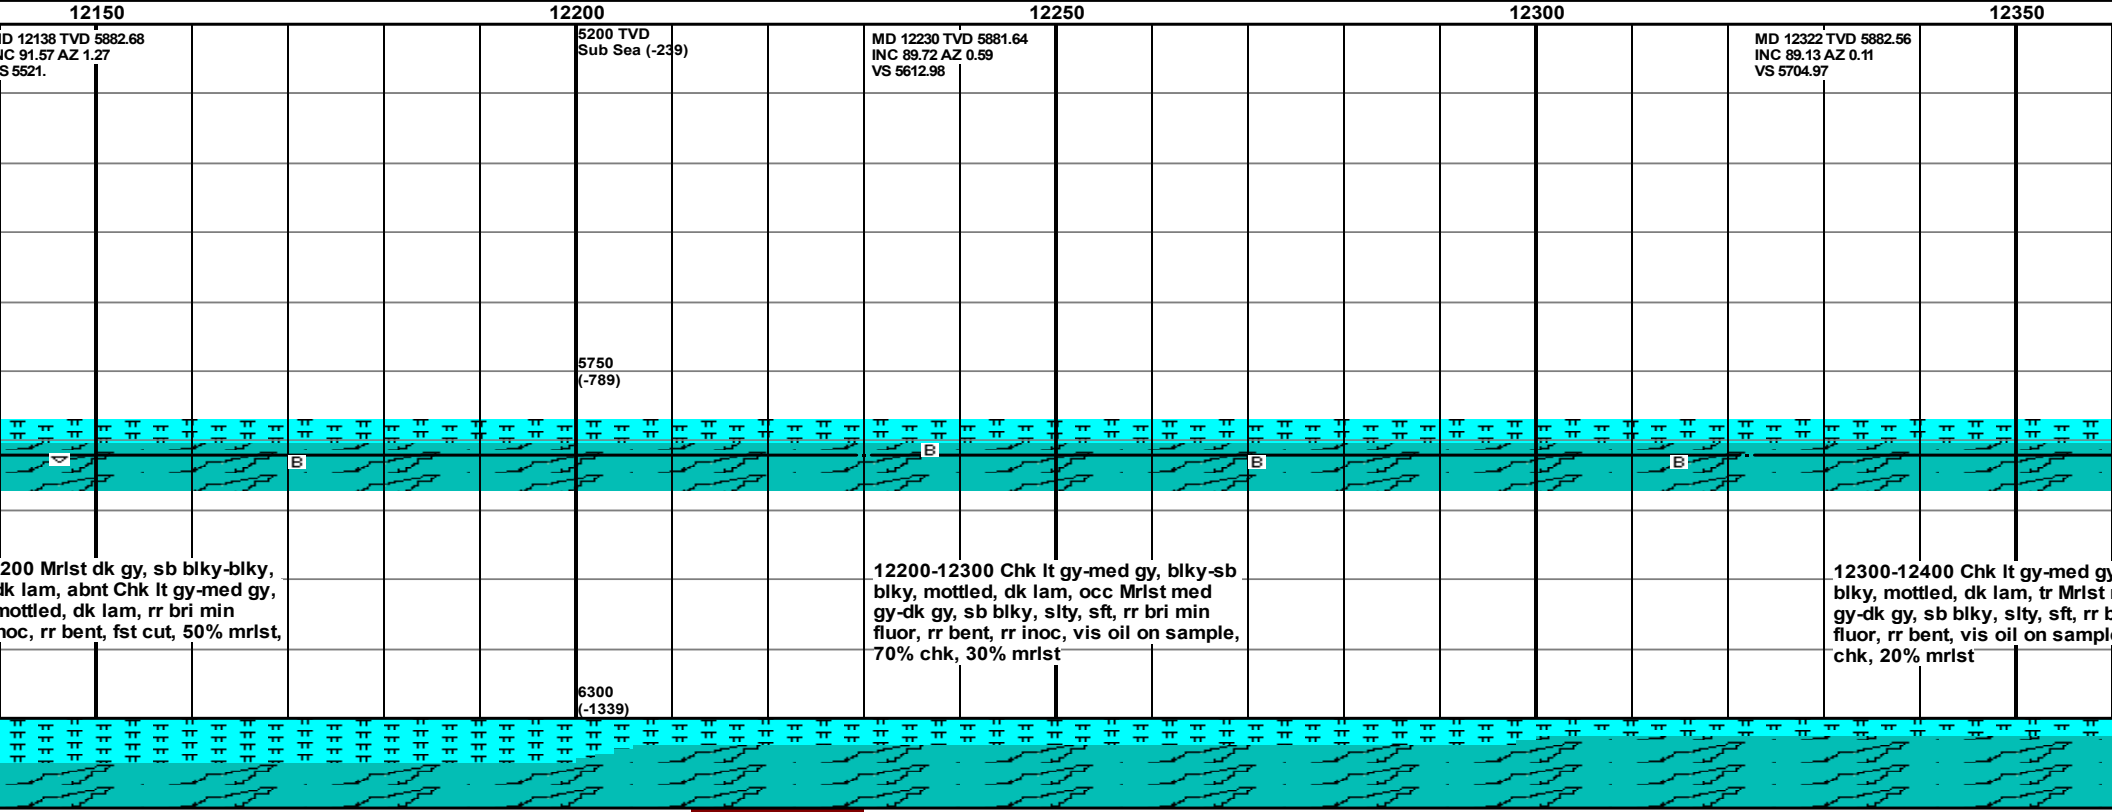 12150 12200 12250 12300 12350
D 12138 TVD 5882.68
NC 91.57 AZ 1.27
S 5521.
5200 TVD
Sub Sea (-239)
MD 12230 TVD 5881.64
INC 89.72 AZ 0.59
VS 5612.98
MD 12322 TVD 5882.56
INC 89.13 AZ 0.11
VS 5704.97
5750
(-789)
B B B B
200 Mrlst dk gy, sb blky-blky,
dk lam, abnt Chk lt gy-med gy,
mottled, dk lam, rr bri min
noc, rr bent, fst cut, 50% mrlst,
12200-12300 Chk lt gy-med gy, blky-sb
blky, mottled, dk lam, occ Mrlst med
gy-dk gy, sb blky, slty, sft, rr bri min
fluor, rr bent, rr inoc, vis oil on sample,
70% chk, 30% mrlst
12300-12400 Chk lt gy-med gy
blky, mottled, dk lam, tr Mrlst
gy-dk gy, sb blky, slty, sft, rr b
fluor, rr bent, vis oil on sample
chk, 20% mrlst
6300
(-1339)